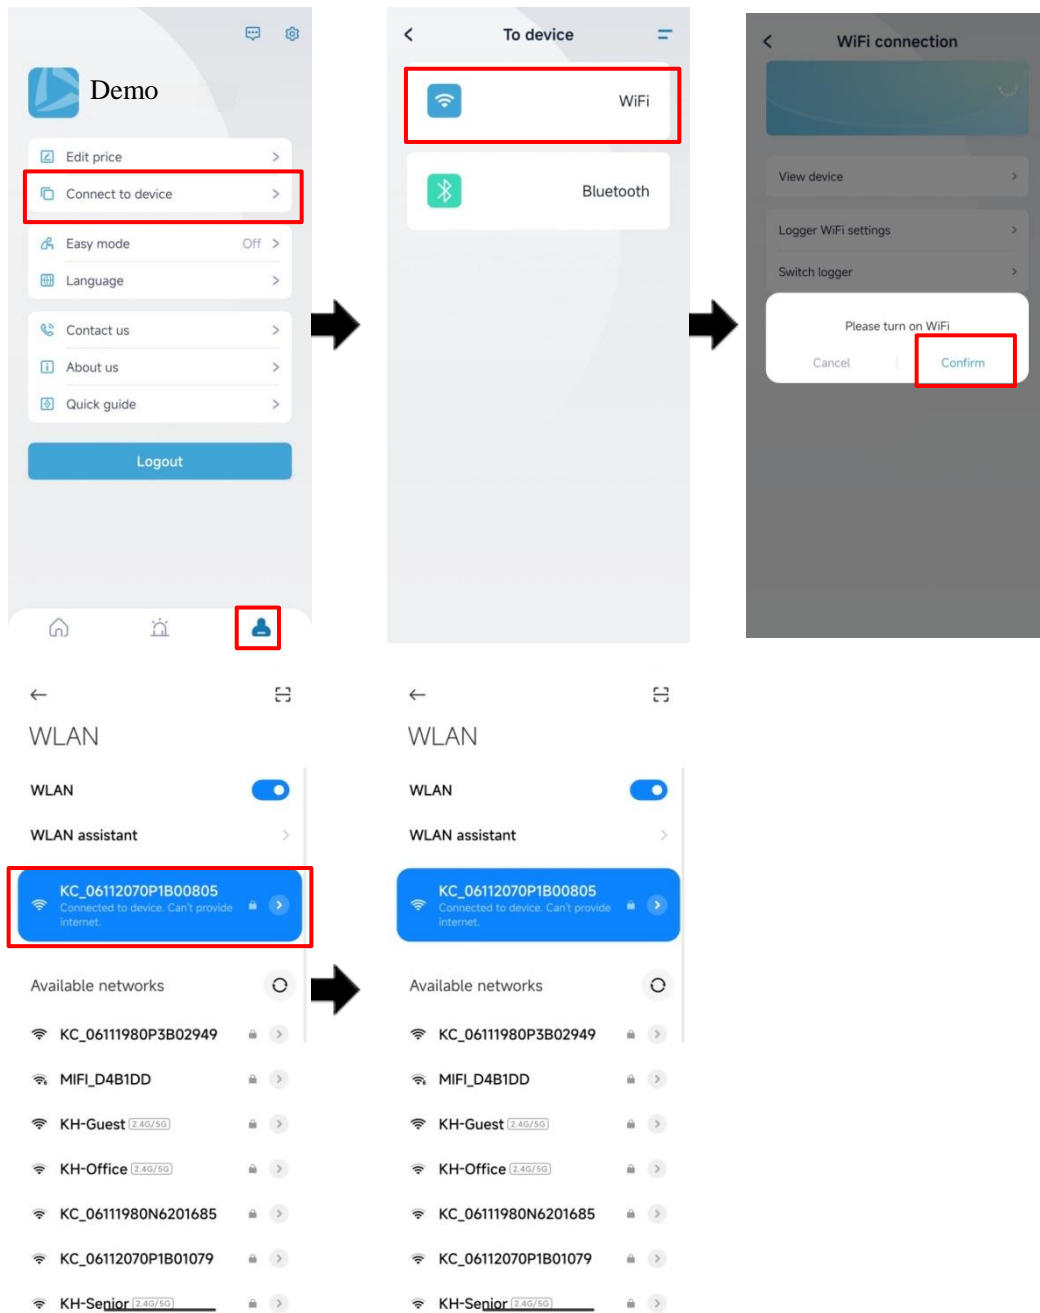 Demo
Edit price
Connect to device
Easy mode Off
Language
Contact us
About us
Quick guide
Logout
To device
WiFi
Bluetooth
WiFi connection
View device
Logger WiFi settings
Switch logger
Please turn on WiFi
Cancel Confirm
WLAN
WLAN
WLAN assistant
KC_06112070P1B00805
Connected to device. Can't provide
internet.
Available networks
KC_06111980P3B02949
MIFI_D4B1DD
KH-Guest 2.4G/5G
KH-Office 2.4G/5G
KC_06111980N6201685
KC_06112070P1B01079
KH-Senior 2.4G/5G
WLAN
WLAN
WLAN assistant
KC_06112070P1B00805
Connected to device. Can't provide
internet.
Available networks
KC_06111980P3B02949
MIFI_D4B1DD
KH-Guest 2.4G/5G
KH-Office 2.4G/5G
KC_06111980N6201685
KC_06112070P1B01079
KH-Senior 2.4G/5G